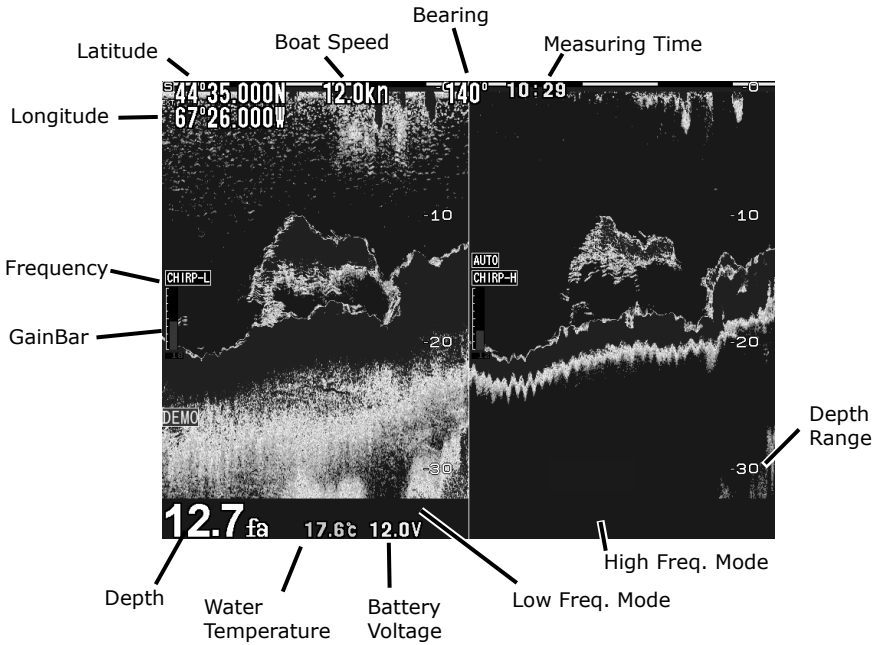 Bearing
Latitude
Boat Speed
Measuring Time
44°35.000N 12.0kn 140° 10:29 -0
67°26.000W
Longitude
-10 -10
AUTO
Frequency
CHIRP-L CHIRP-H
GainBar
-20 -20
DEMO
Depth
Range
-30 -30
12.7fa 17.6℃ 12.0V
High Freq. Mode
Depth
Water
Temperature
Battery
Voltage
Low Freq. Mode